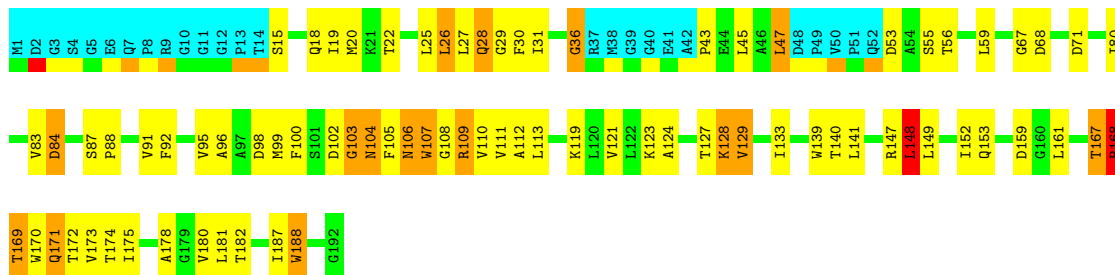 M1 D2 G3 S4 G5 E6 Q7 P8 R9 G10 G11 G12 P13 T14 S15 Q18 I19 M20 K21 T22 L25 L26 L27 Q28 G29 F30 I31 G36 R37 M38 G39 G40 E41 A42 P43 E44 L45 A46 L47 D48 P49 V50 P51 Q52 D53 A54 S55 T56 L59 G67 D68 D71
V83 D84 S87 P88 V91 F92 V95 A96 A97 D98 M99 F100 S101 D102 G103 N104 F105 N106 W107 G108 R109 V110 V111 A112 L113 K119 L120 V121 L122 K123 A124 T127 K128 V129 I133 W139 T140 L141 R147 L148 L149 I152 Q153 D159 G160 L161 T167
T169 W170 Q171 T172 V173 T174 I175 A178 G179 V180 L181 T182 I187 W188 G192